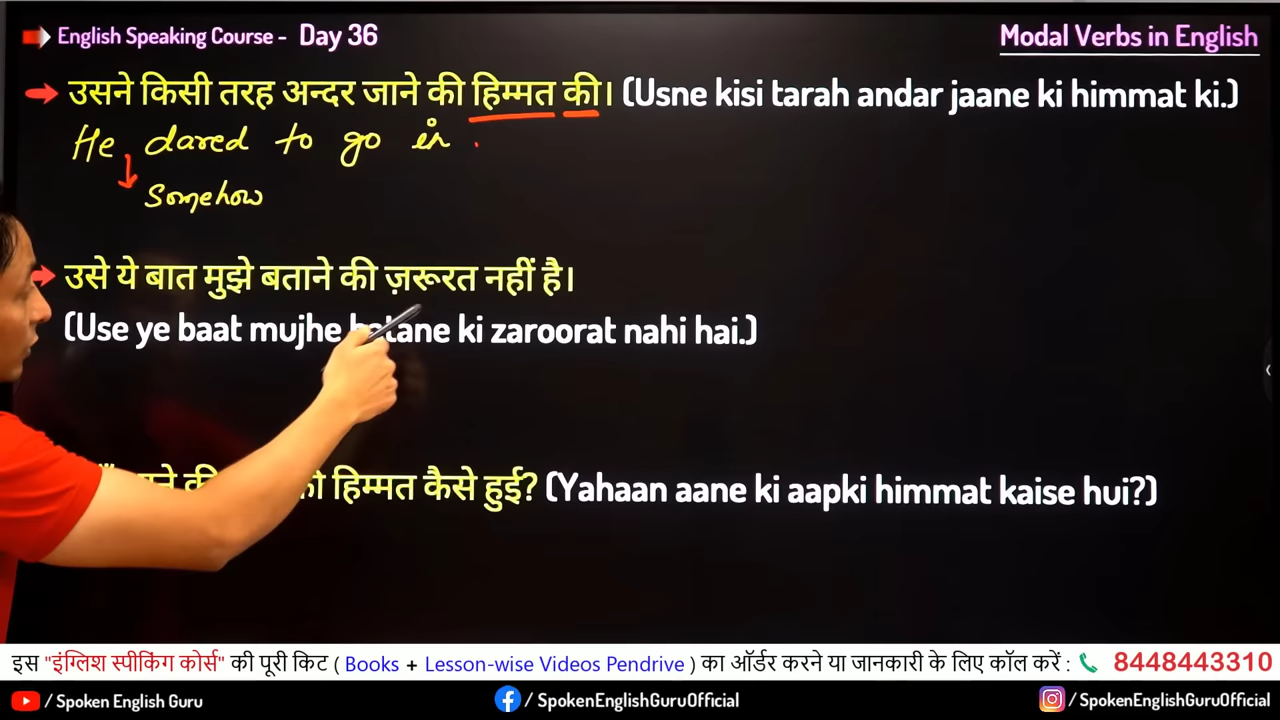 English Speaking Course - Day 36
Modal Verbs in English
उसने किसी तरह अन्दर जाने की हिम्मत की। (Usne kisi tarah andar jaane ki himmat ki.)
He dared to go in.
Somehow
उसे ये बात मुझे बताने की ज़रूरत नहीं है।
(Use ye baat mujhe batane ki zaroorat nahi hai.)
की हिम्मत कैसे हुई? (Yahaan aane ki aapki himmat kaise hui?)
इस "इंग्लिश स्पीकिंग कोर्स" की पूरी किट ( Books + Lesson-wise Videos Pendrive ) का ऑर्डर करने या जानकारी के लिए कॉल करें : 8448443310
/ Spoken English Guru
/ SpokenEnglishGuruOfficial
/ SpokenEnglishGuruOfficial